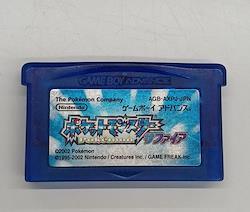 GAME BOY ADVANCE
The Pokémon Company AGB-AXPJ-JPN
Nintendo ゲームボーイ アドバンス
ポケットモンスター
サファイア
©2002 Pokémon
©1995-2002 Nintendo / Creatures inc. / GAME FREAK inc.